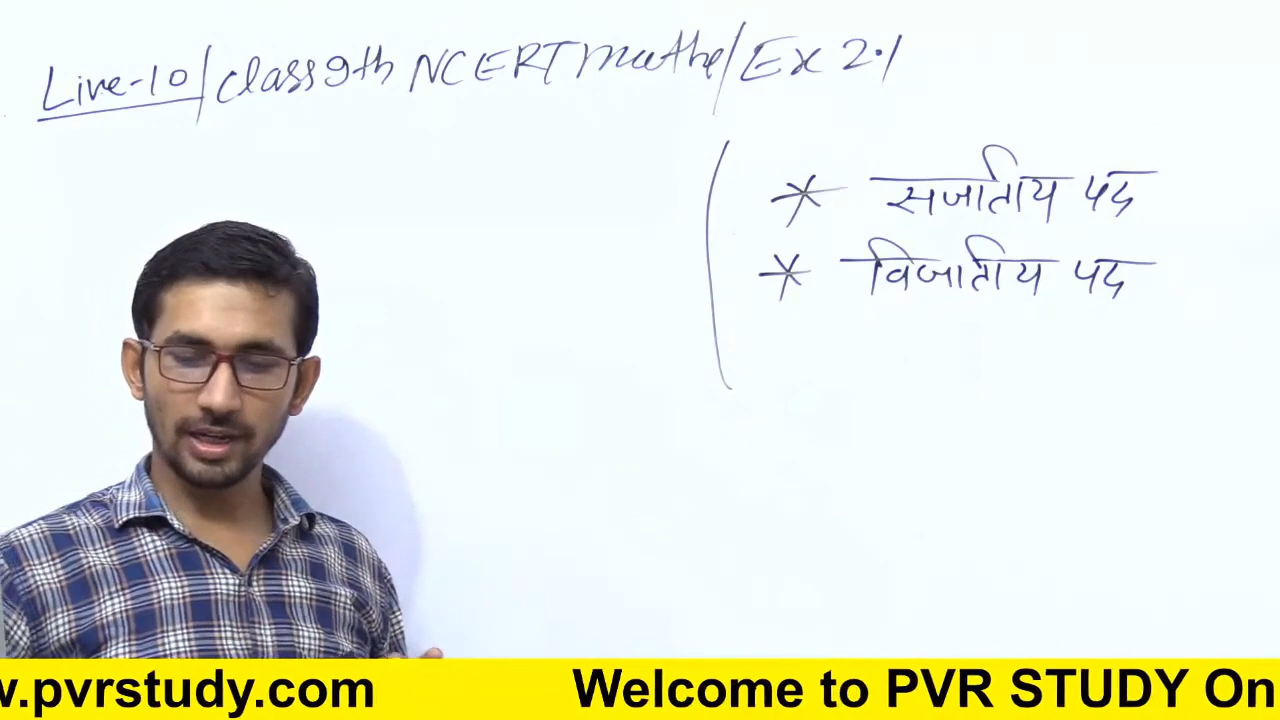 Live-10/class 9th NCERT maths/Ex 2.1
* सजातीय पद
* विजातीय पद
w.pvrstudy.com Welcome to PVR STUDY On